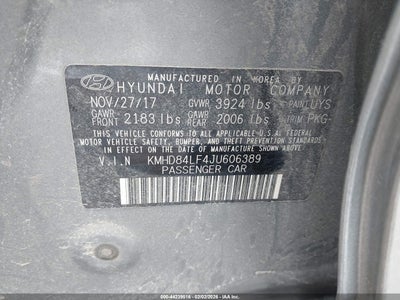 MANUFACTURED IN KOREA BY
HYUNDAI MOTOR COMPANY
NOV/27/17 GVWR 3924 lbs PAINT UYS
GAWR FRONT 2183 lbs GAWR REAR 2006 lbs TRIM PKG-
THIS VEHICLE CONFORMS TO ALL APPLICABLE U.S.
FEDERAL MOTOR VEHICLE SAFETY, BUMPER, AND
THEFT PREVENTION STANDARDS IN EFFECT ON THE
DATE OF MANUFACTURE SHOWN ABOVE.
V.I.N KMHD84LF4JU606389
PASSENGER CAR